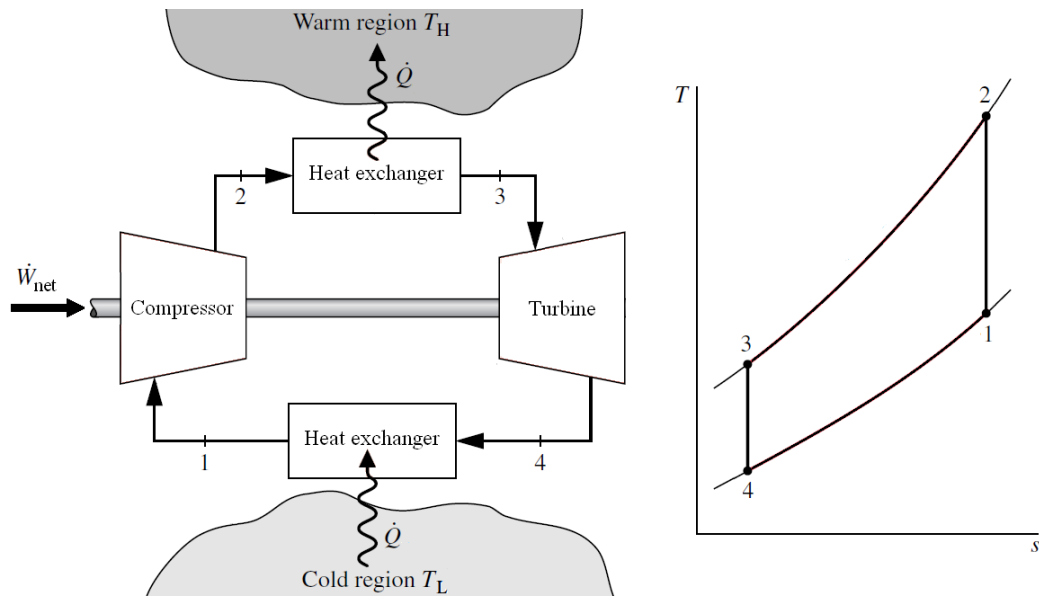 Warm region T_H
Q̇
Heat exchanger
2
3
Ẇ_net
Compressor
Turbine
Heat exchanger
1
4
Q̇
Cold region T_L
T
2
3
1
4
s